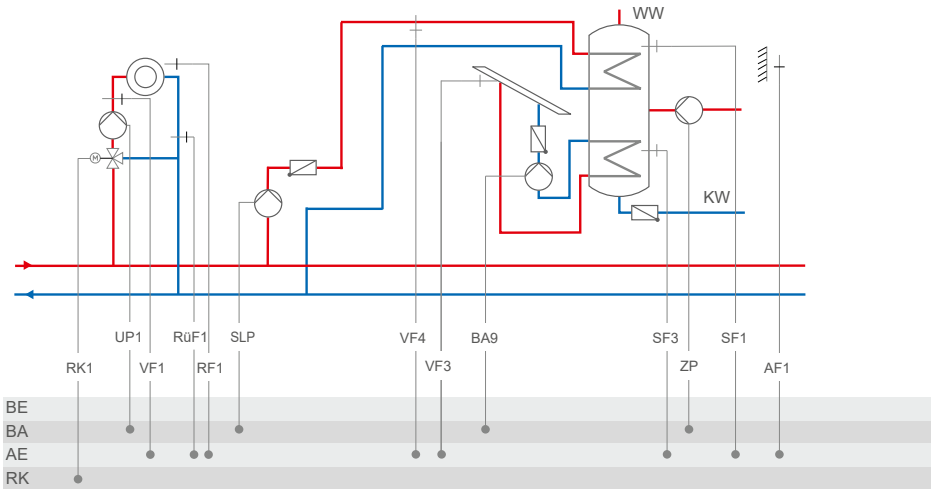 WW
M
KW
UP1 RüF1 SLP VF4 BA9 SF3 SF1
RK1 VF1 RF1 VF3 ZP AF1
BE
BA
AE
RK